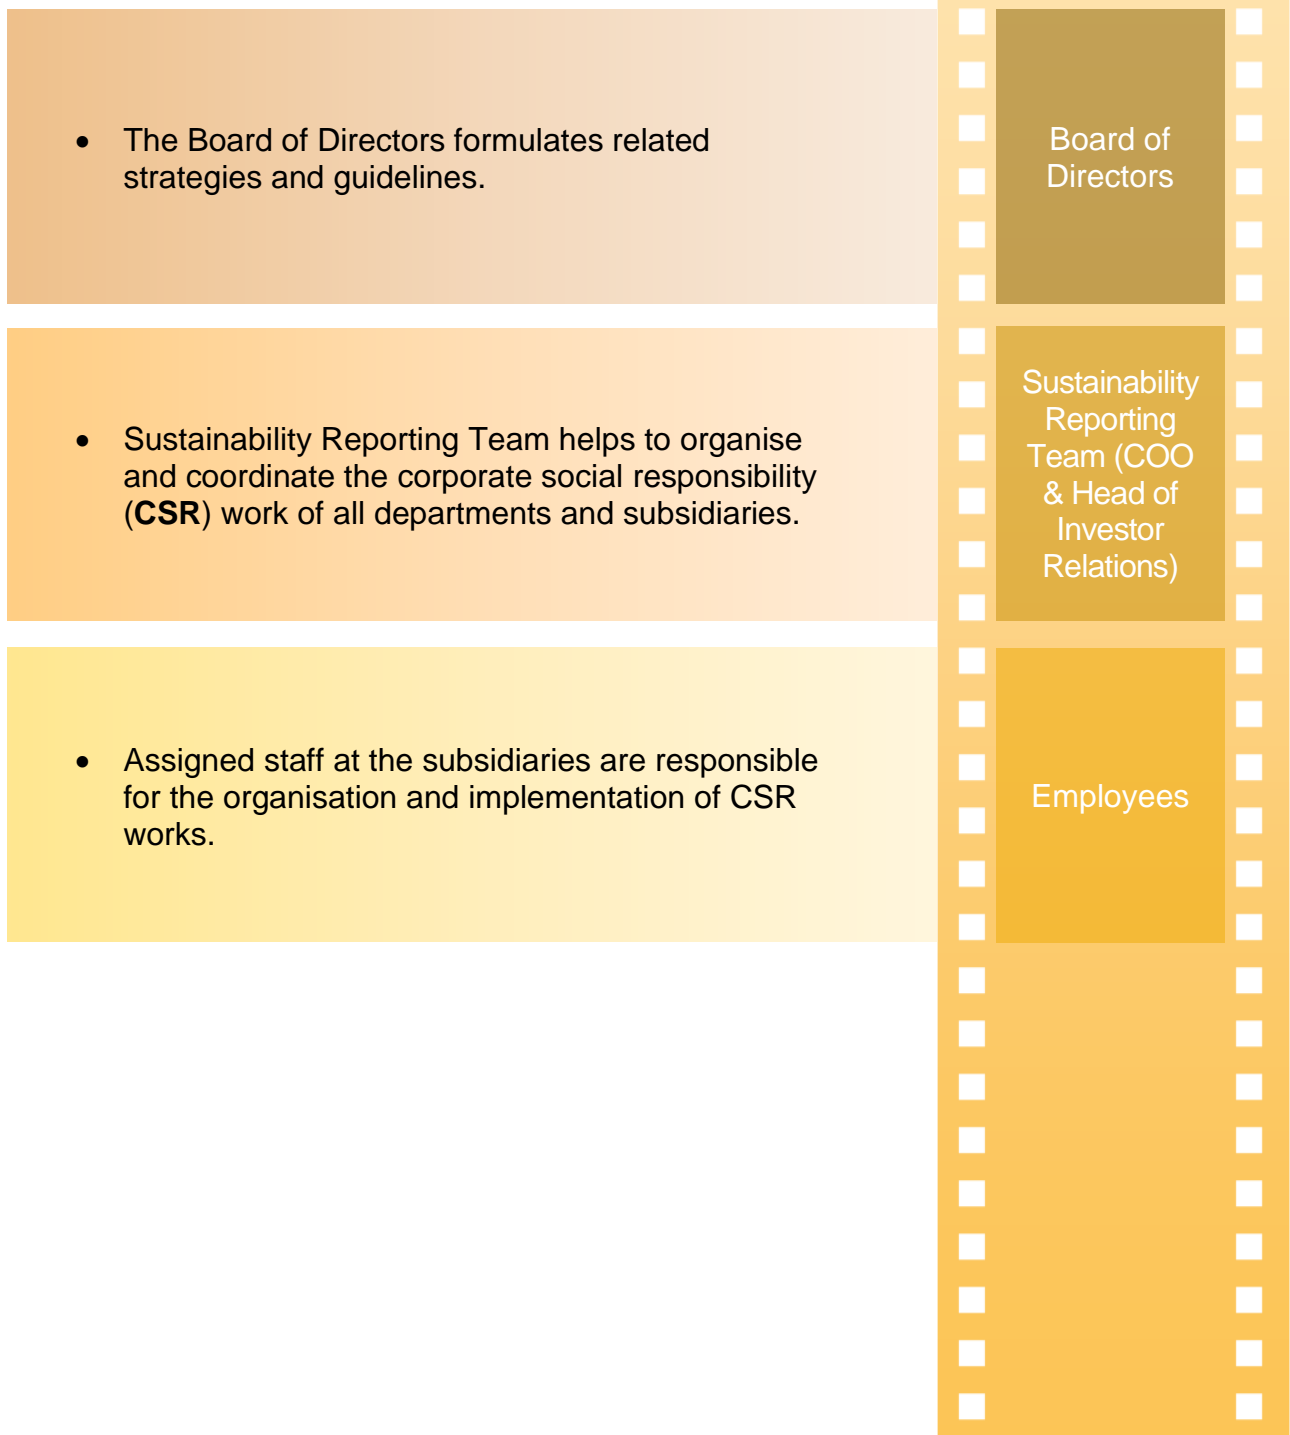 • The Board of Directors formulates related
strategies and guidelines.
Board of
Directors
• Sustainability Reporting Team helps to organise
and coordinate the corporate social responsibility
(CSR) work of all departments and subsidiaries.
Sustainability
Reporting
Team (COO
& Head of
Investor
Relations)
• Assigned staff at the subsidiaries are responsible
for the organisation and implementation of CSR
works.
Employees